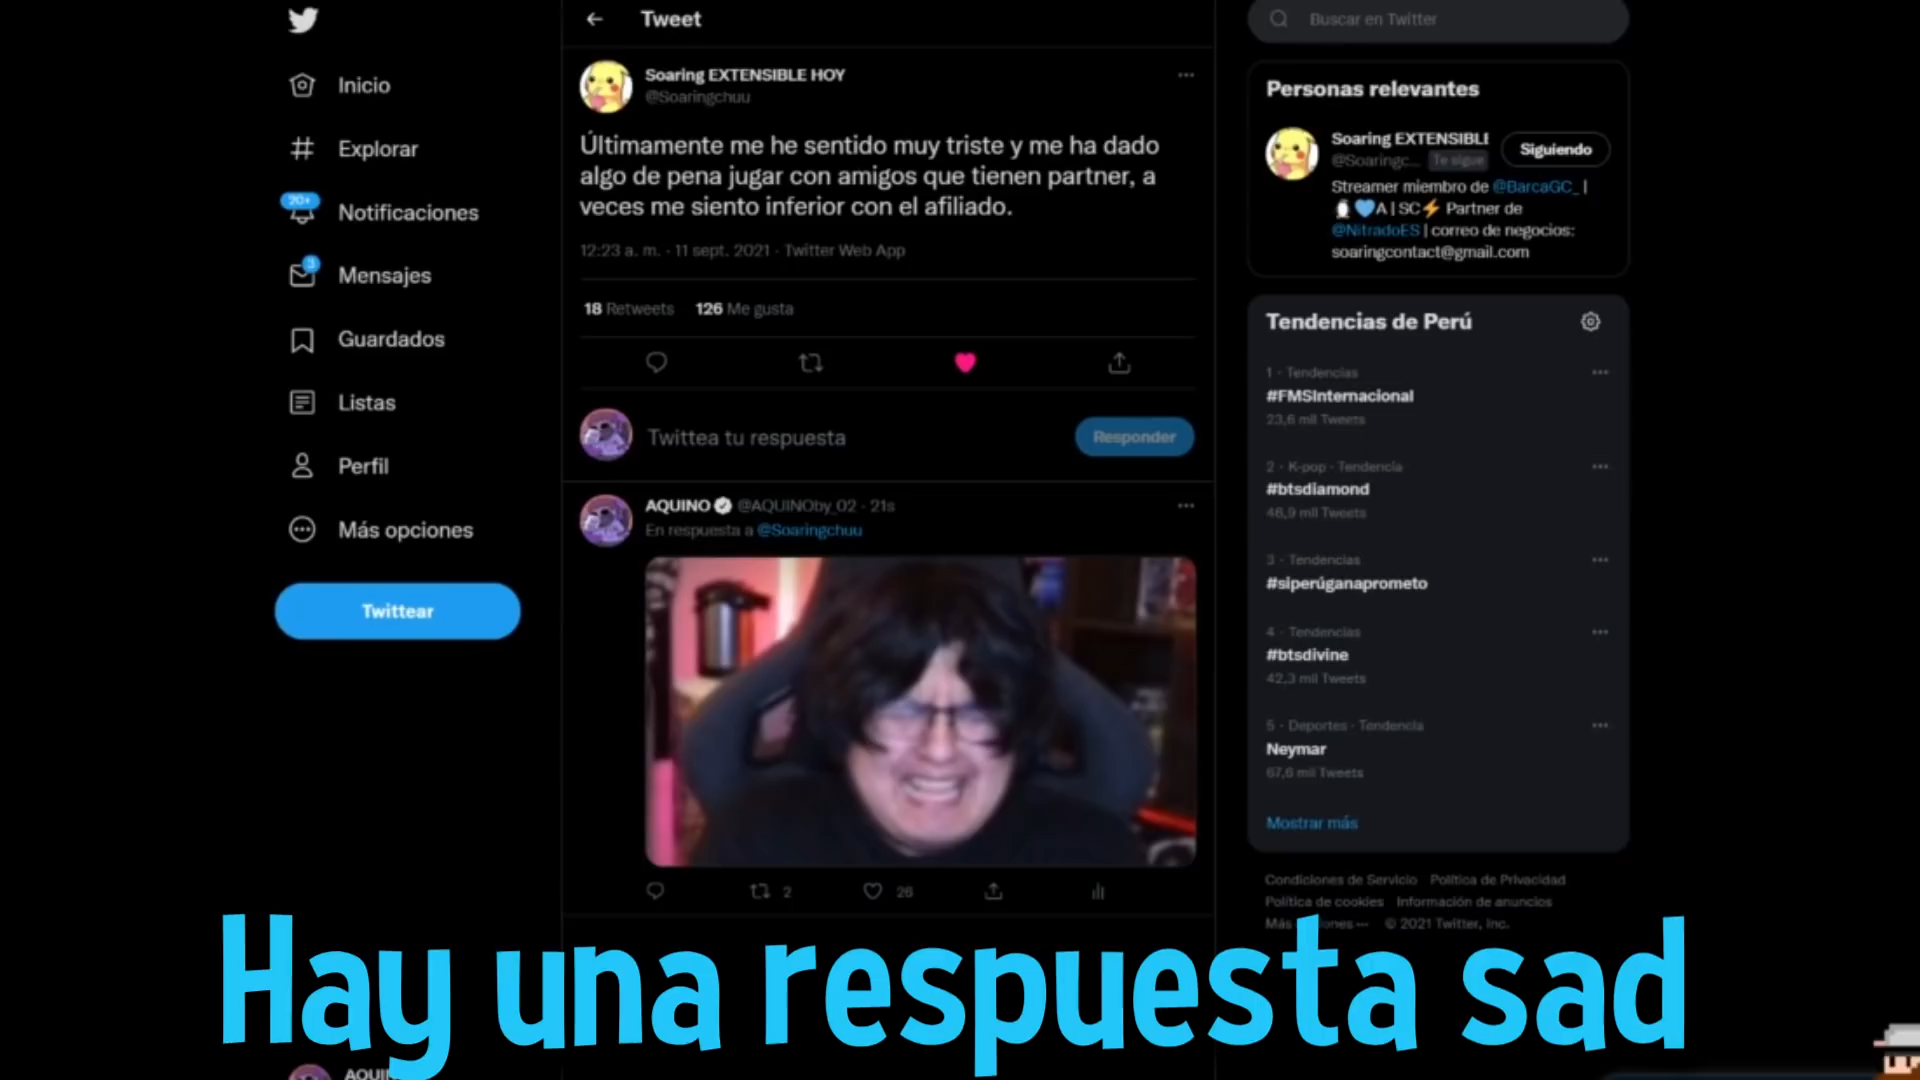 Tweet
Buscar en Twitter
Inicio
Explorar
20+
Notificaciones
3
Mensajes
Guardados
Listas
Perfil
Más opciones
Twittear
Soaring EXTENSIBLE HOY
@Soaringchuu
Últimamente me he sentido muy triste y me ha dado
algo de pena jugar con amigos que tienen partner, a
veces me siento inferior con el afiliado.
12:23 a. m. · 11 sept. 2021 · Twitter Web App
18 Retweets 126 Me gusta
Twittea tu respuesta
Responder
AQUINO @AQUINOby_02 · 21s
En respuesta a @Soaringchuu
2 26
Personas relevantes
Soaring EXTENSIBLE
@Soaringc... Te sigue
Siguiendo
Streamer miembro de @BarcaGC_ |
A | SC⚡ Partner de
@NitradoES | correo de negocios:
soaringcontact@gmail.com
Tendencias de Perú
1 · Tendencias
#FMSInternacional
23,6 mil Tweets
2 · K-pop · Tendencia
#btsdiamond
46,9 mil Tweets
3 · Tendencias
#siperúganaprometo
4 · Tendencias
#btsdivine
42,3 mil Tweets
5 · Deportes · Tendencia
Neymar
67,6 mil Tweets
Mostrar más
Condiciones de Servicio Política de Privacidad
Política de cookies Información de anuncios
Más © 2021 Twitter, Inc.
Hay una respuesta sad